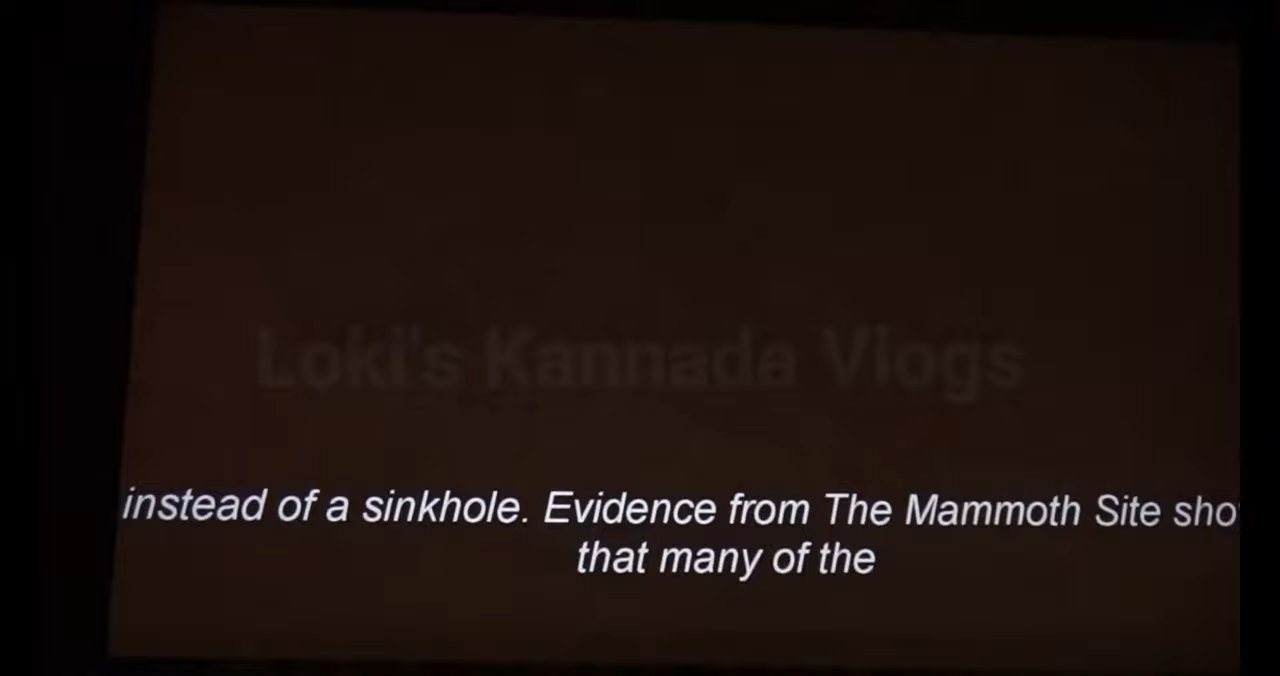 Loki's Kannada Vlogs
instead of a sinkhole. Evidence from The Mammoth Site sho
that many of the